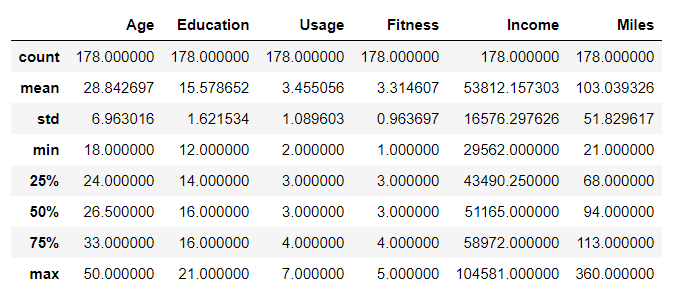 Age Education Usage Fitness Income Miles
count 178.000000 178.000000 178.000000 178.000000 178.000000 178.000000
mean 28.842697 15.578652 3.455056 3.314607 53812.157303 103.039326
std 6.963016 1.621534 1.089603 0.963697 16576.297626 51.829617
min 18.000000 12.000000 2.000000 1.000000 29562.000000 21.000000
25% 24.000000 14.000000 3.000000 3.000000 43490.250000 68.000000
50% 26.500000 16.000000 3.000000 3.000000 51165.000000 94.000000
75% 33.000000 16.000000 4.000000 4.000000 58972.000000 113.000000
max 50.000000 21.000000 7.000000 5.000000 104581.000000 360.000000